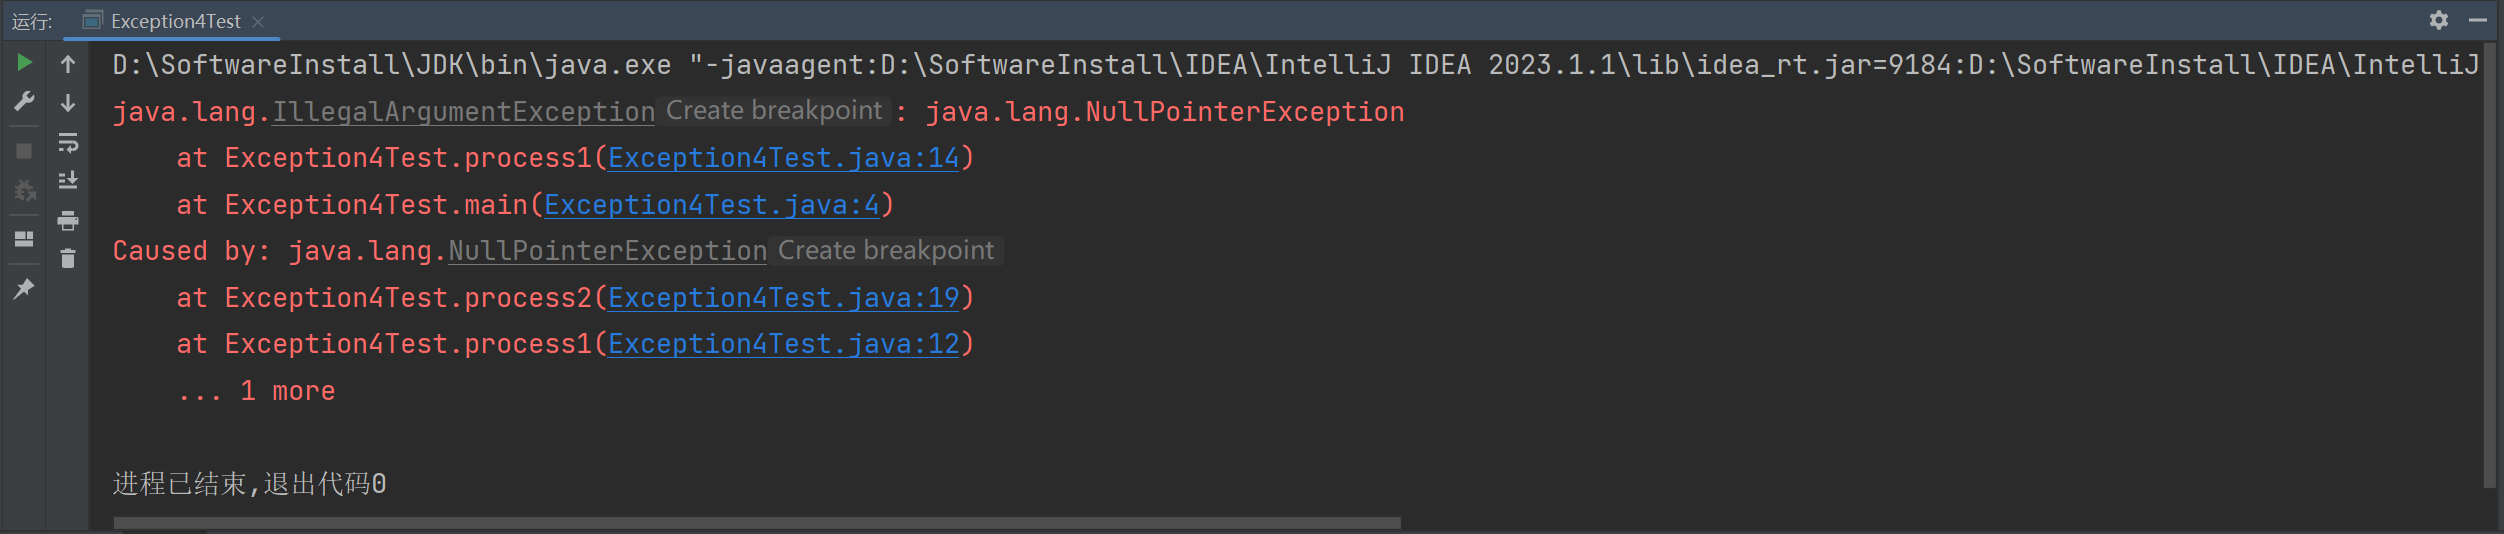 运行: Exception4Test
D:\SoftwareInstall\JDK\bin\java.exe "-javaagent:D:\SoftwareInstall\IDEA\IntelliJ IDEA 2023.1.1\lib\idea_rt.jar=9184:D:\SoftwareInstall\IDEA\IntelliJ
java.lang.IllegalArgumentException Create breakpoint : java.lang.NullPointerException
at Exception4Test.process1(Exception4Test.java:14)
at Exception4Test.main(Exception4Test.java:4)
Caused by: java.lang.NullPointerException Create breakpoint
at Exception4Test.process2(Exception4Test.java:19)
at Exception4Test.process1(Exception4Test.java:12)
... 1 more
进程已结束,退出代码0